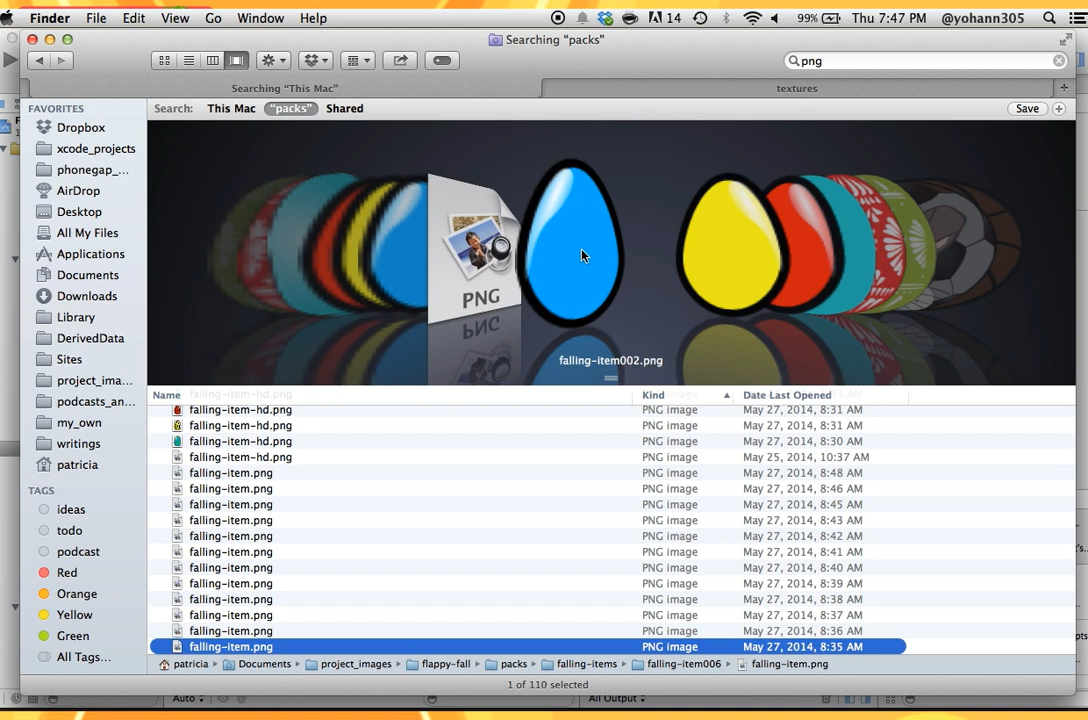 Finder File Edit View Go Window Help 14 99% Thu 7:47 PM @yohann305
Searching “packs”
png
Searching “This Mac” textures
FAVORITES
Dropbox
xcode_projects
phonegap_...
AirDrop
Desktop
All My Files
Applications
Documents
Downloads
Library
DerivedData
Sites
project_ima...
podcasts_an...
my_own
writings
patricia
TAGS
ideas
todo
podcast
Red
Orange
Yellow
Green
All Tags...
Search: This Mac “packs” Shared Save
PNG
falling-item002.png
Name Kind Date Last Opened
falling-item-hd.png PNG image May 27, 2014, 8:31 AM
falling-item-hd.png PNG image May 27, 2014, 8:31 AM
falling-item-hd.png PNG image May 27, 2014, 8:30 AM
falling-item-hd.png PNG image May 25, 2014, 10:37 AM
falling-item.png PNG image May 27, 2014, 8:48 AM
falling-item.png PNG image May 27, 2014, 8:46 AM
falling-item.png PNG image May 27, 2014, 8:45 AM
falling-item.png PNG image May 27, 2014, 8:43 AM
falling-item.png PNG image May 27, 2014, 8:42 AM
falling-item.png PNG image May 27, 2014, 8:41 AM
falling-item.png PNG image May 27, 2014, 8:40 AM
falling-item.png PNG image May 27, 2014, 8:39 AM
falling-item.png PNG image May 27, 2014, 8:38 AM
falling-item.png PNG image May 27, 2014, 8:37 AM
falling-item.png PNG image May 27, 2014, 8:36 AM
falling-item.png PNG image May 27, 2014, 8:35 AM
patricia Documents project_images flappy-fall packs falling-items falling-item006 falling-item.png
1 of 110 selected
Auto All Output